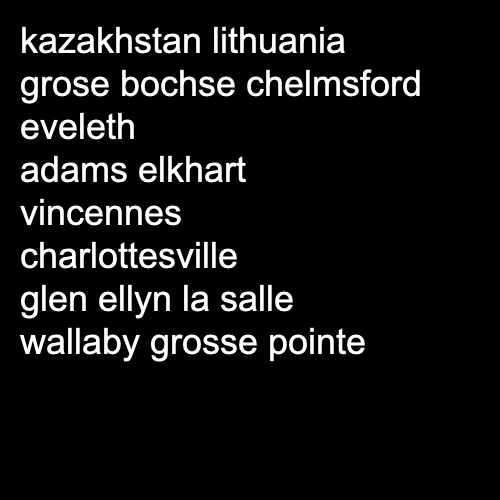 kazakhstan lithuania
grose bochse chelmsford
eveleth
adams elkhart
vincennes
charlottesville
glen ellyn la salle
wallaby grosse pointe